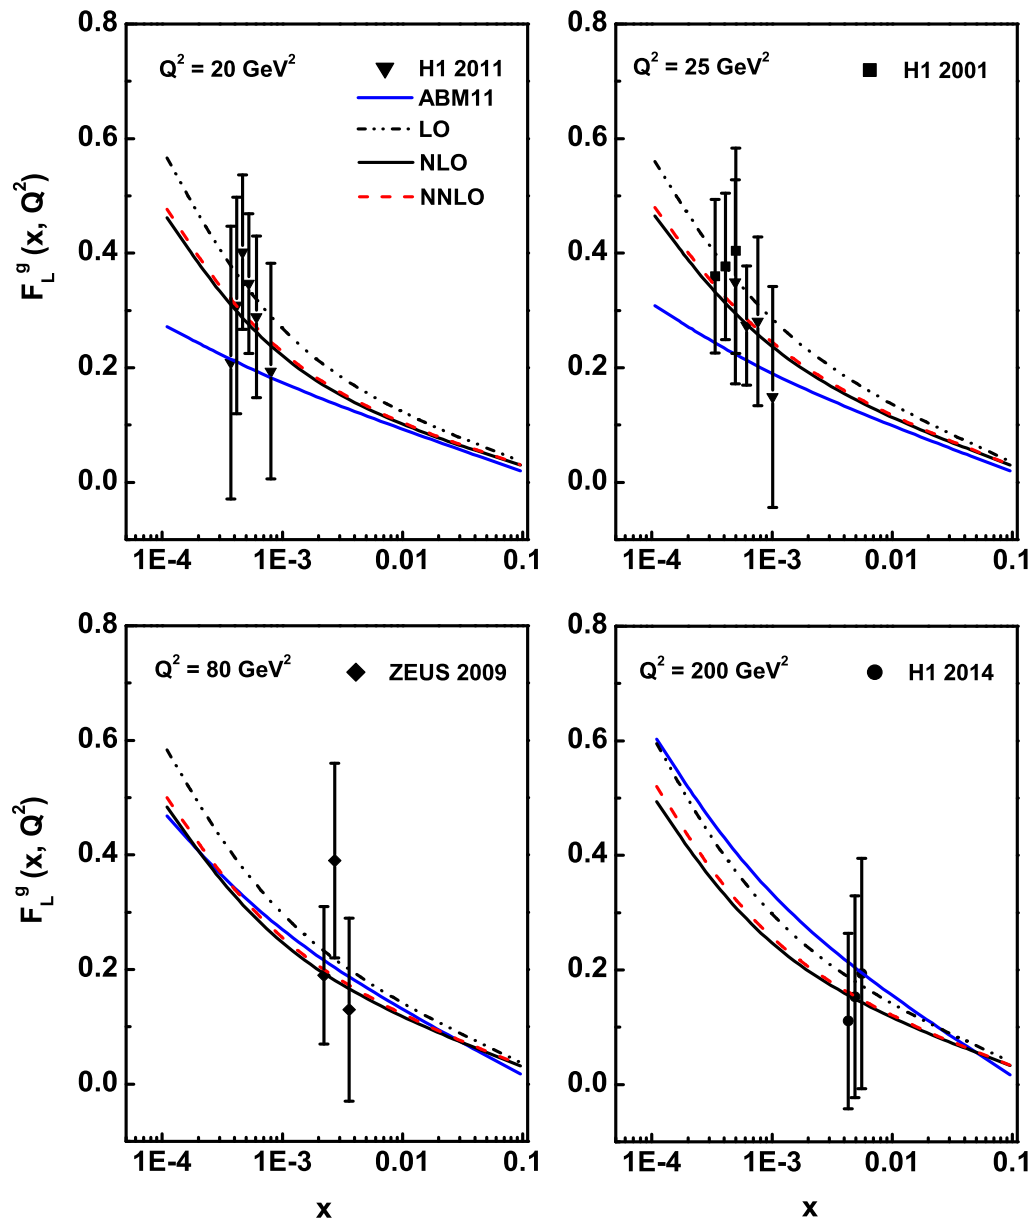 Q² = 20 GeV²
H1 2011
ABM11
LO
NLO
NNLO
0.8
0.6
0.4
0.2
0.0
F_L^g (x, Q²)
1E-4 1E-3 0.01 0.1
Q² = 25 GeV²
H1 2001
0.8
0.6
0.4
0.2
0.0
1E-4 1E-3 0.01 0.1
Q² = 80 GeV²
ZEUS 2009
0.8
0.6
0.4
0.2
0.0
F_L^g (x, Q²)
1E-4 1E-3 0.01 0.1
x
Q² = 200 GeV²
H1 2014
0.8
0.6
0.4
0.2
0.0
1E-4 1E-3 0.01 0.1
x